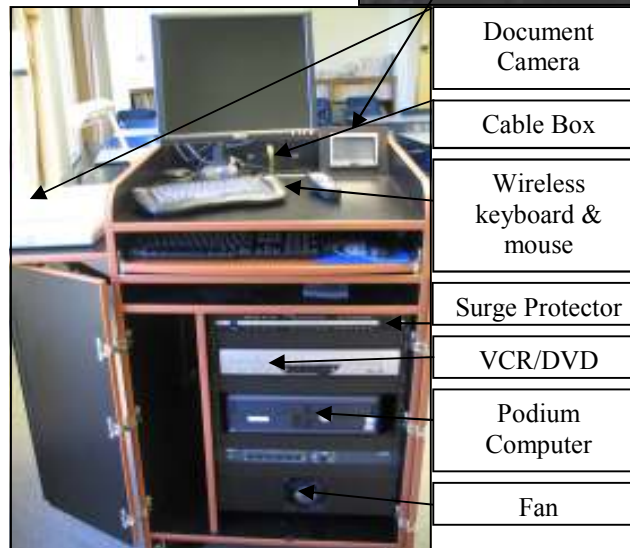 Document
Camera
Cable Box
Wireless
keyboard &
mouse
Surge Protector
VCR/DVD
Podium
Computer
Fan